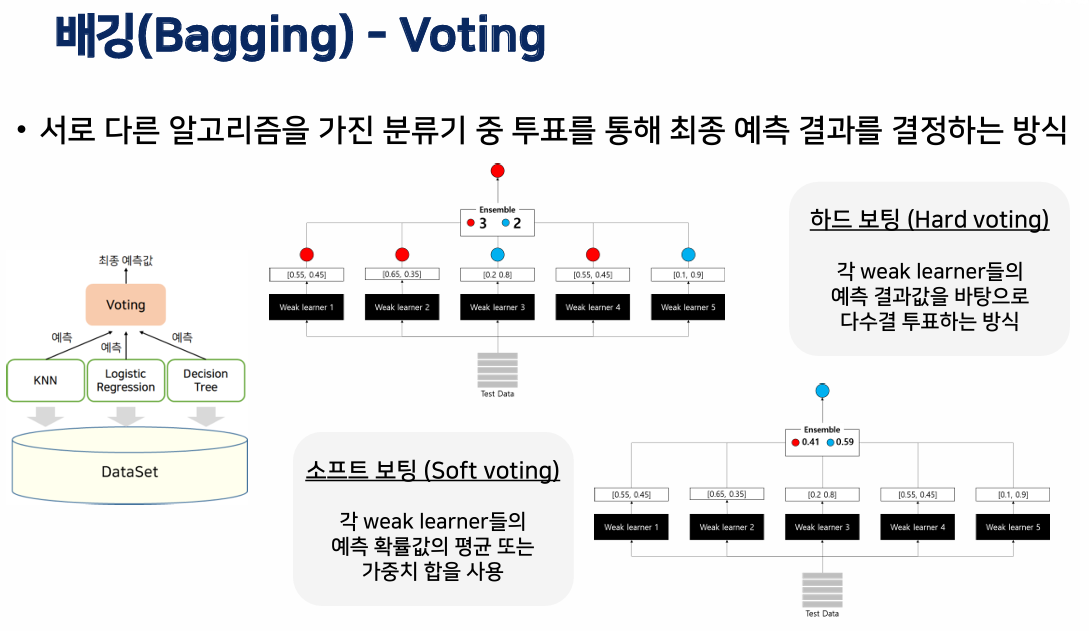 배깅(Bagging) - Voting
• 서로 다른 알고리즘을 가진 분류기 중 투표를 통해 최종 예측 결과를 결정하는 방식
최종 예측값
Voting
예측
예측
예측
KNN
Logistic
Regression
Decision
Tree
DataSet
Ensemble
3 2
[0.55, 0.45]
[0.65, 0.35]
[0.2 0.8]
[0.55, 0.45]
[0.1, 0.9]
Weak learner 1
Weak learner 2
Weak learner 3
Weak learner 4
Weak learner 5
Test Data
하드 보팅 (Hard voting)
각 weak learner들의
예측 결과값을 바탕으로
다수결 투표하는 방식
소프트 보팅 (Soft voting)
각 weak learner들의
예측 확률값의 평균 또는
가중치 합을 사용
Ensemble
0.41 0.59
[0.55, 0.45]
[0.65, 0.35]
[0.2 0.8]
[0.55, 0.45]
[0.1, 0.9]
Weak learner 1
Weak learner 2
Weak learner 3
Weak learner 4
Weak learner 5
Test Data